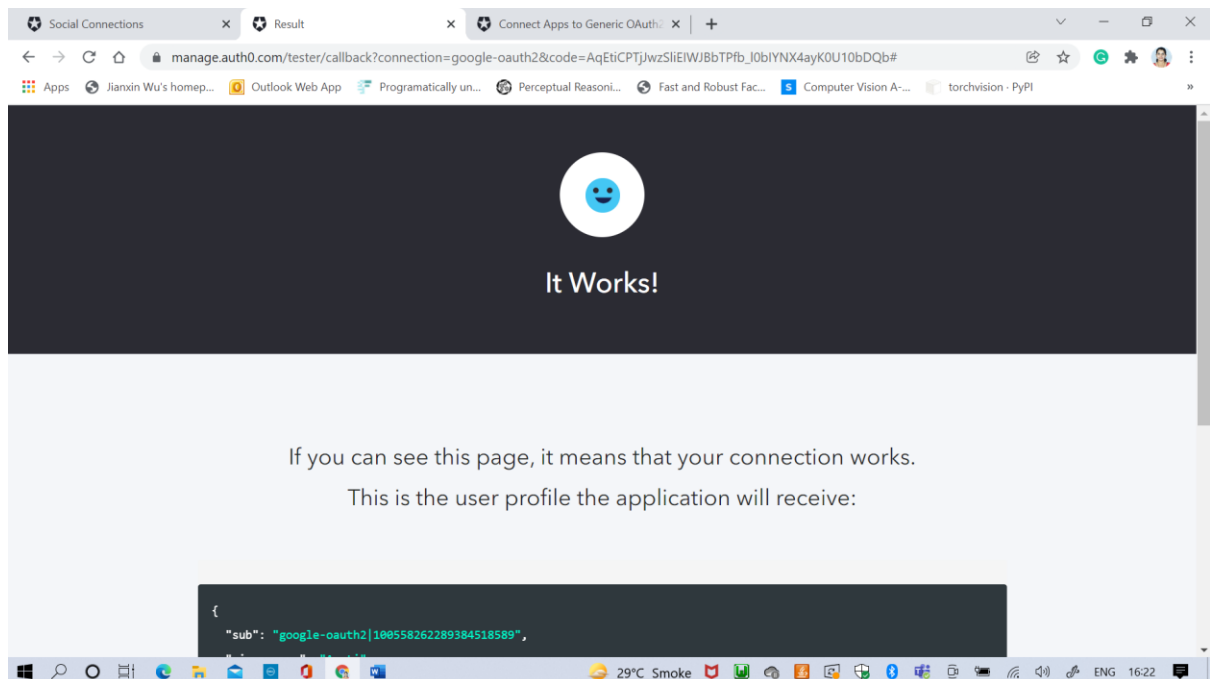 Social Connections
Result
Connect Apps to Generic OAuth2
manage.auth0.com/tester/callback?connection=google-oauth2&code=AqEtiCPTjJwzSliEIWJBbTPfb_l0bIYNX4ayK0U10bDQb#
Apps
Jianxin Wu's homep...
Outlook Web App
Programatically un...
Perceptual Reasoni...
Fast and Robust Fac...
Computer Vision A-...
torchvision · PyPI
»
It Works!
If you can see this page, it means that your connection works.
This is the user profile the application will receive:
{
"sub": "google-oauth2|100558262289384518589",
29°C Smoke
ENG
16:22